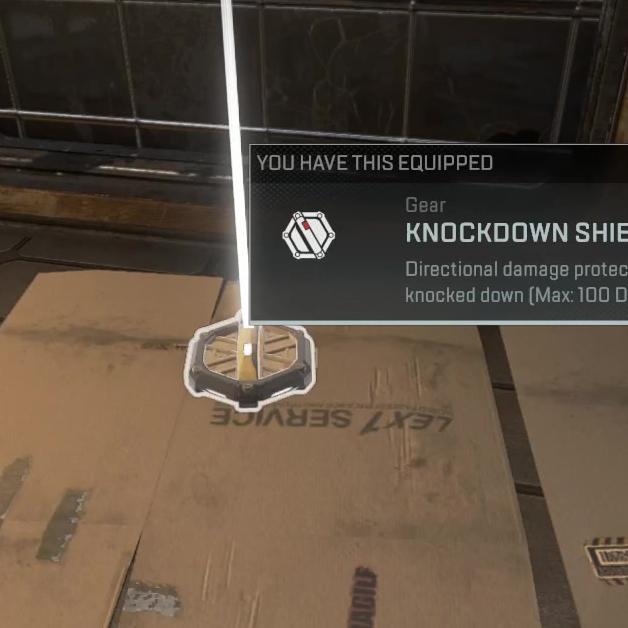 YOU HAVE THIS EQUIPPED
Gear
KNOCKDOWN SHIE
Directional damage protec
knocked down (Max: 100 D
LEX7 SERVICE